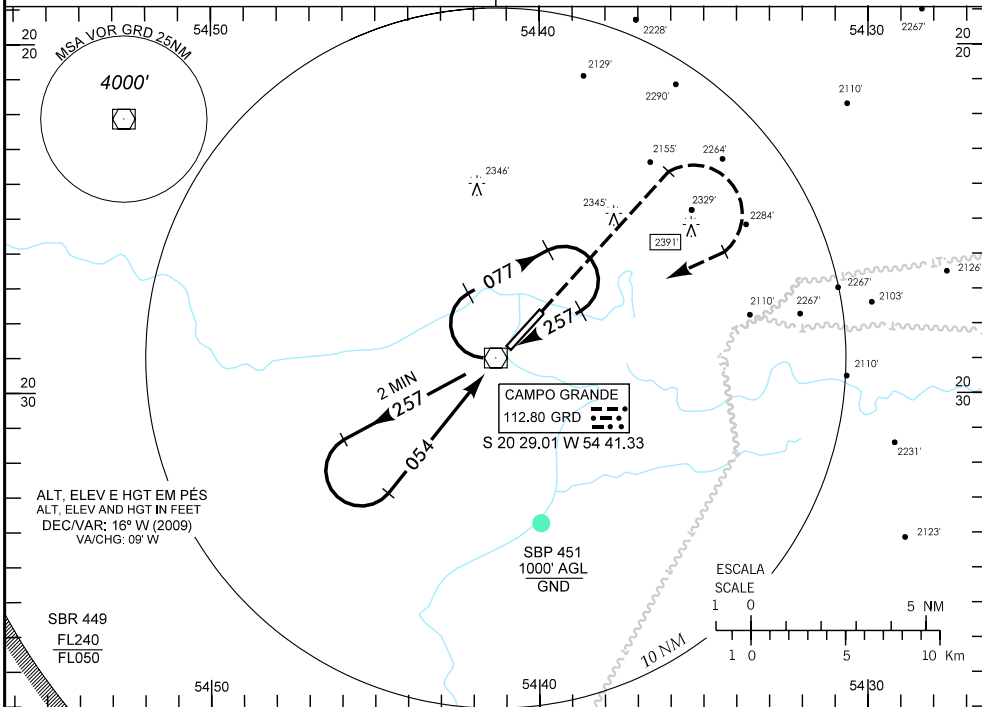 54 50
54 40
54 30
20
20
20
20
MSA VOR GRD 25NM
4000'
2228'
2267'
2129'
2290'
2110'
2155'
2264'
2346'
2345'
2329'
2284'
2391'
2126'
077
2267'
2103'
2110'
2267'
257
2110'
20
30
20
30
2 MIN
257
CAMPO GRANDE
112.80 GRD
S 20 29.01 W 54 41.33
054
2231'
ALT, ELEV E HGT EM PÉS
ALT, ELEV AND HGT IN FEET
DEC/VAR: 16º W (2009)
VA/CHG: 09' W
2123'
SBP 451
1000' AGL
GND
ESCALA
SCALE
1 0 5 NM
1 0 5 10 Km
10 NM
SBR 449
FL240
FL050
54 50
54 40
54 30